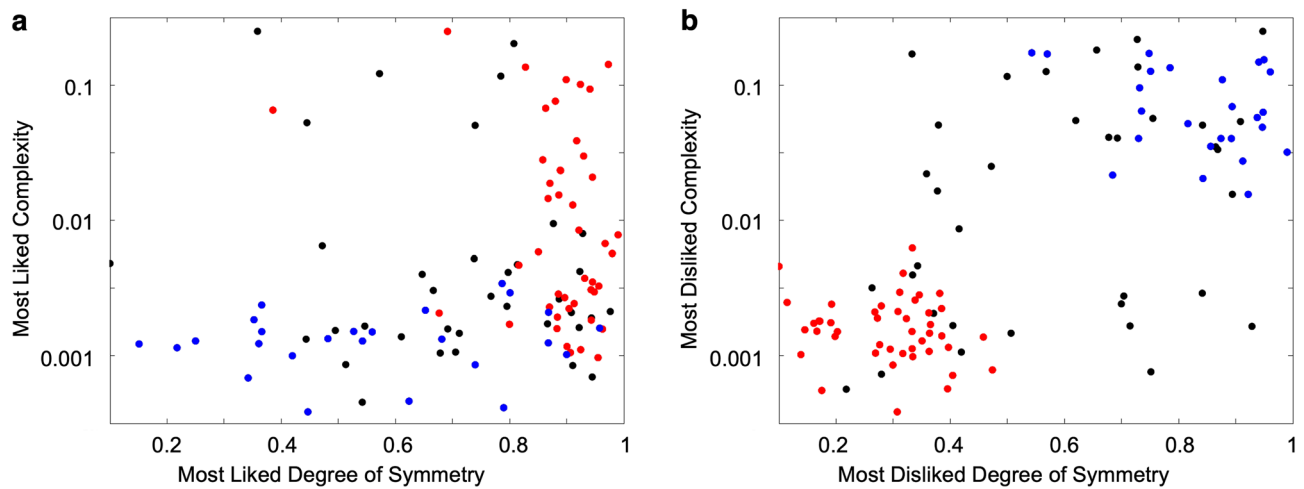 a
Most Liked Complexity
0.1
0.01
0.001
0.2 0.4 0.6 0.8 1
Most Liked Degree of Symmetry
b
Most Disliked Complexity
0.1
0.01
0.001
0.2 0.4 0.6 0.8 1
Most Disliked Degree of Symmetry